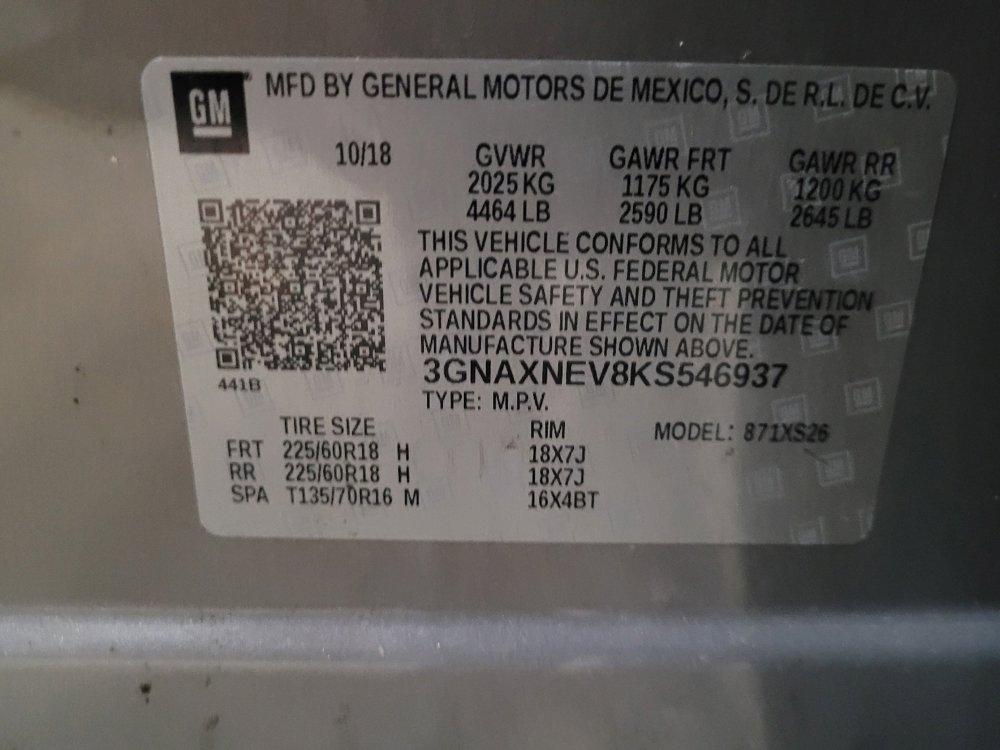 GM MFD BY GENERAL MOTORS DE MEXICO, S. DE R.L. DE C.V.
10/18 GVWR GAWR FRT GAWR RR
2025 KG 1175 KG 1200 KG
4464 LB 2590 LB 2645 LB
THIS VEHICLE CONFORMS TO ALL
APPLICABLE U.S. FEDERAL MOTOR
VEHICLE SAFETY AND THEFT PREVENTION
STANDARDS IN EFFECT ON THE DATE OF
MANUFACTURE SHOWN ABOVE.
3GNAXNEV8KS546937
441B
TYPE: M.P.V.
TIRE SIZE RIM MODEL: 871XS26
FRT 225/60R18 H 18X7J
RR 225/60R18 H 18X7J
SPA T135/70R16 M 16X4BT